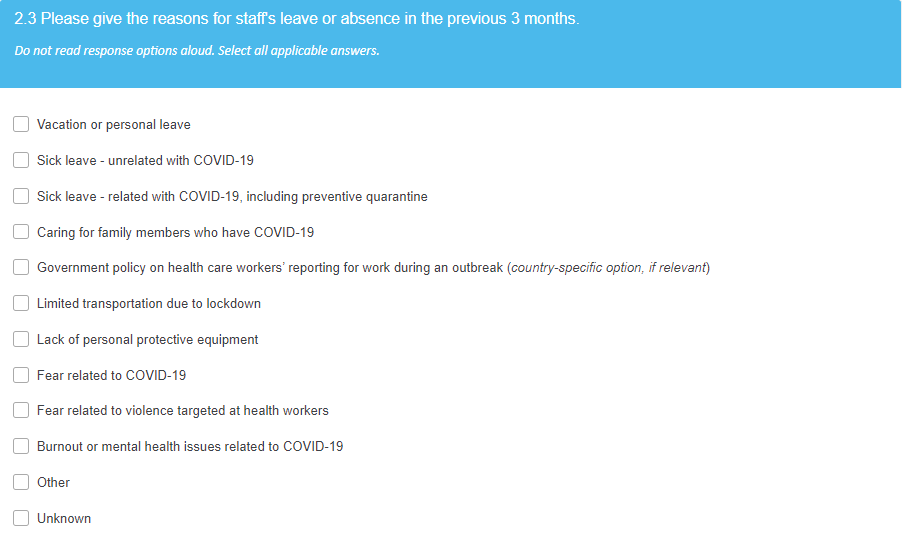 2.3 Please give the reasons for staff's leave or absence in the previous 3 months.
Do not read response options aloud. Select all applicable answers.
Vacation or personal leave
Sick leave - unrelated with COVID-19
Sick leave - related with COVID-19, including preventive quarantine
Caring for family members who have COVID-19
Government policy on health care workers' reporting for work during an outbreak (country-specific option, if relevant)
Limited transportation due to lockdown
Lack of personal protective equipment
Fear related to COVID-19
Fear related to violence targeted at health workers
Burnout or mental health issues related to COVID-19
Other
Unknown